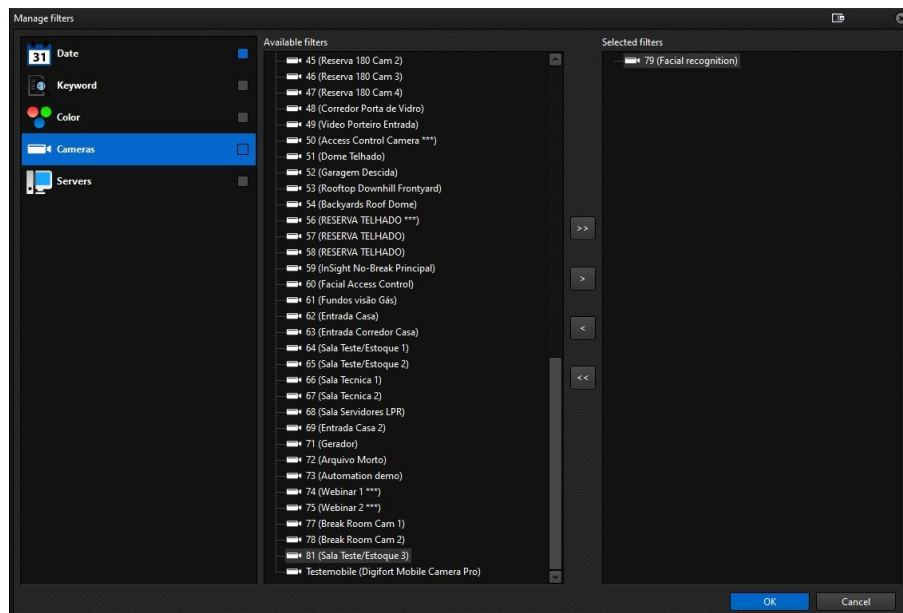 Manage filters
31 Date
Keyword
Color
Cameras
Servers
Available filters
45 (Reserva 180 Cam 2)
46 (Reserva 180 Cam 3)
47 (Reserva 180 Cam 4)
48 (Corredor Porta de Vidro)
49 (Video Porteiro Entrada)
50 (Access Control Camera ***)
51 (Dome Telhado)
52 (Garagem Descida)
53 (Rooftop Downhill Frontyard)
54 (Backyards Roof Dome)
56 (RESERVA TELHADO ***)
57 (RESERVA TELHADO)
58 (RESERVA TELHADO)
59 (InSight No-Break Principal)
60 (Facial Access Control)
61 (Fundos visão Gás)
62 (Entrada Casa)
63 (Entrada Corredor Casa)
64 (Sala Teste/Estoque 1)
65 (Sala Teste/Estoque 2)
66 (Sala Tecnica 1)
67 (Sala Tecnica 2)
68 (Sala Servidores LPR)
69 (Entrada Casa 2)
71 (Gerador)
72 (Arquivo Morto)
73 (Automation demo)
74 (Webinar 1 ***)
75 (Webinar 2 ***)
77 (Break Room Cam 1)
78 (Break Room Cam 2)
81 (Sala Teste/Estoque 3)
Testemobile (Digifort Mobile Camera Pro)
>>
>
<
<<
Selected filters
79 (Facial recognition)
OK
Cancel